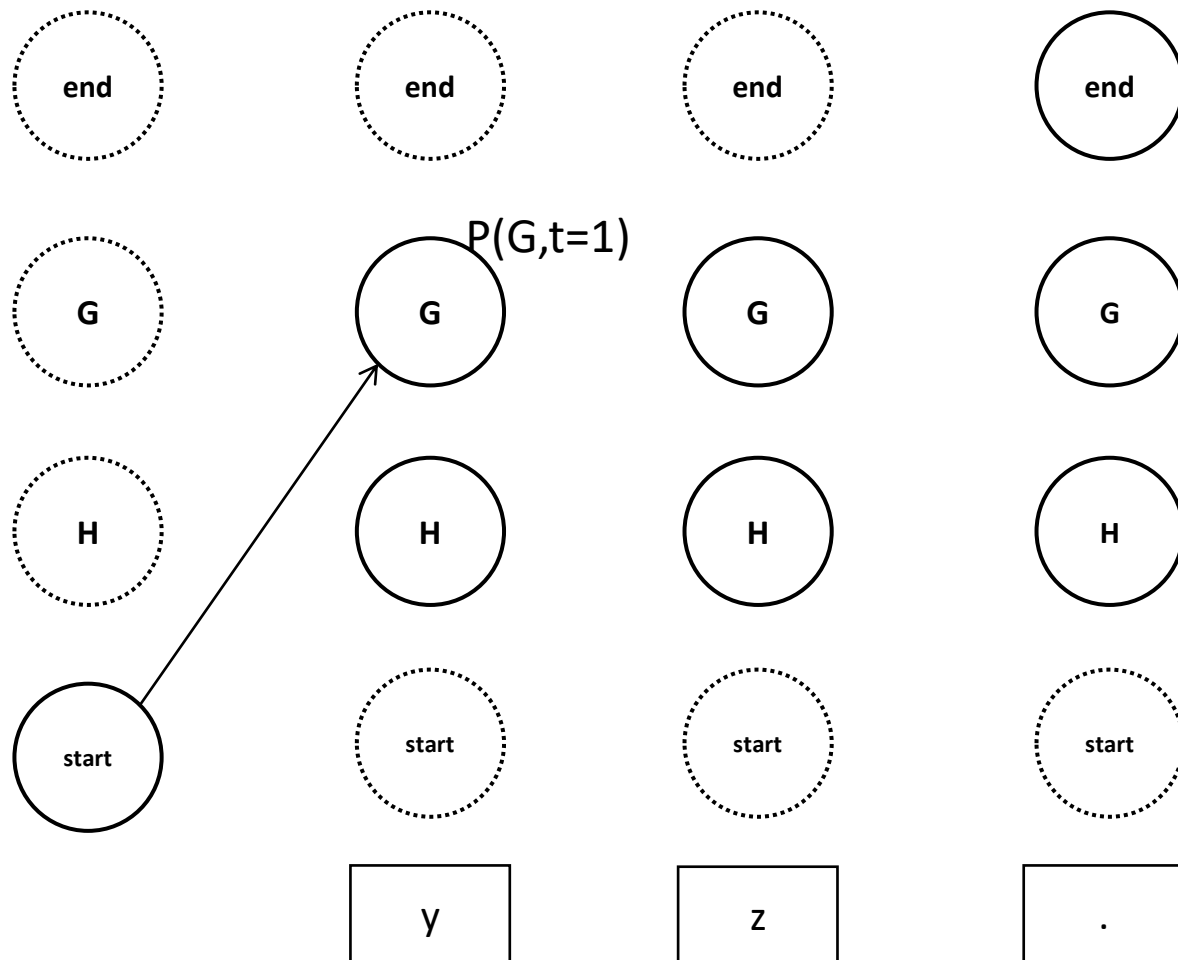 end end end end
P(G,t=1)
G G G G
H H H H
start start start start
y z .